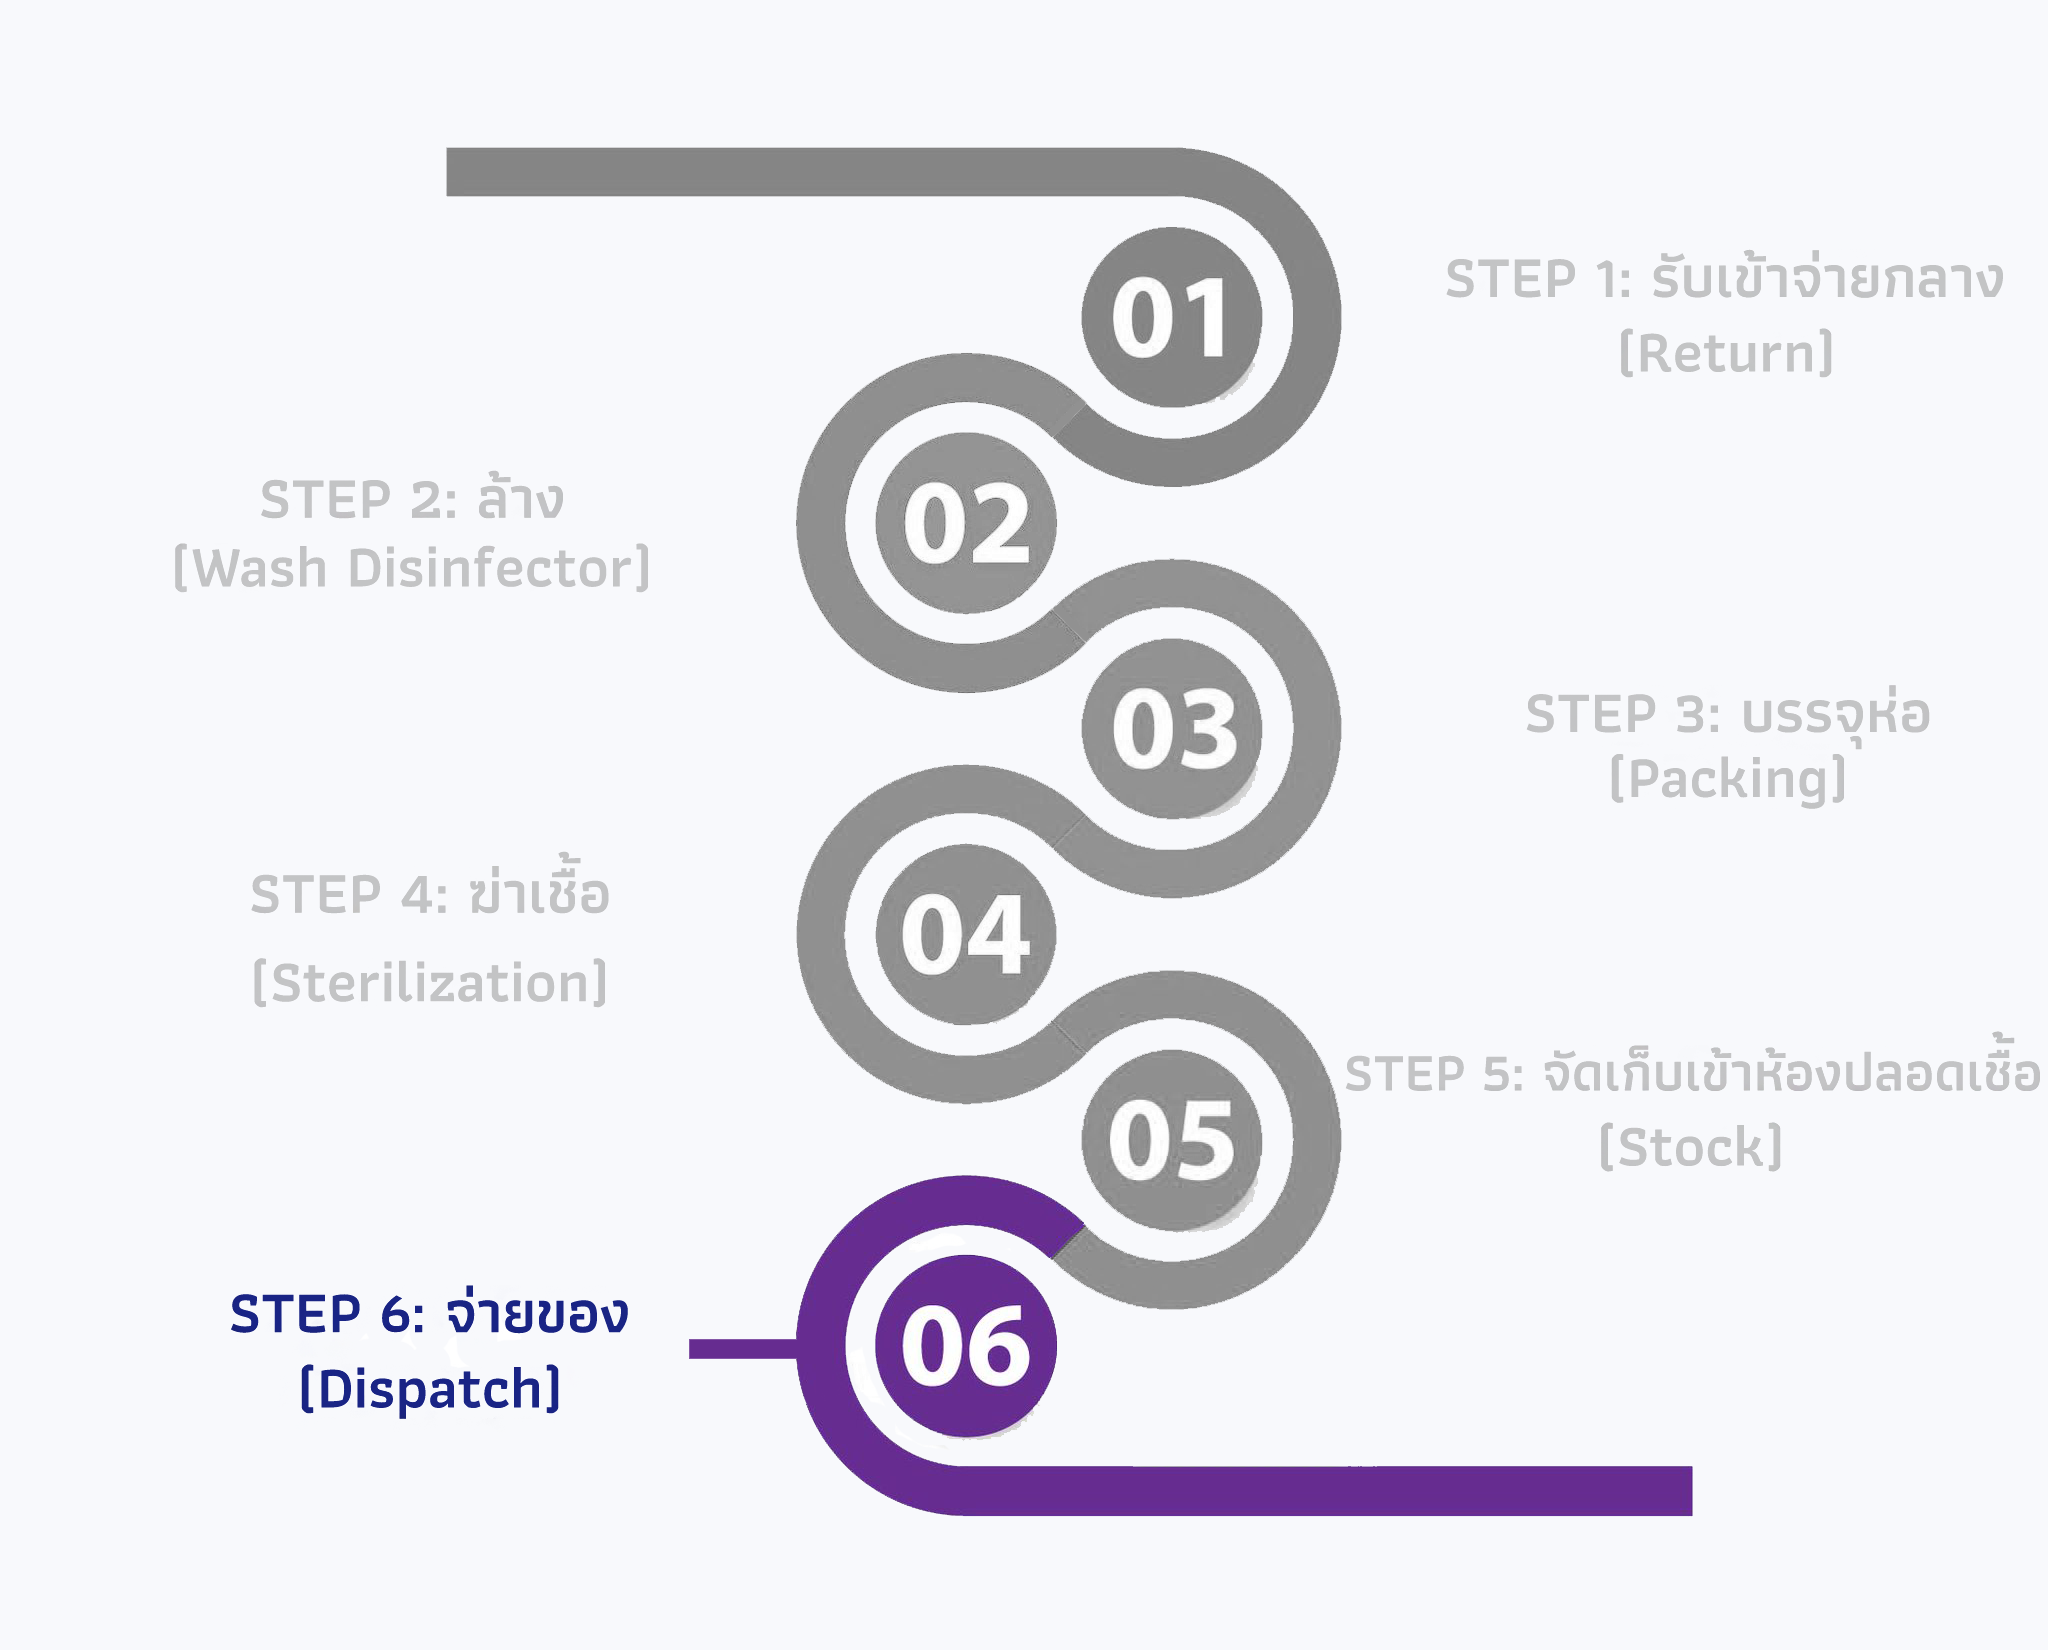 01
STEP 1: รับเข้าจ่ายกลาง
(Return)
02
STEP 2: ล้าง
(Wash Disinfector)
03
STEP 3: บรรจุห่อ
(Packing)
04
STEP 4: ฆ่าเชื้อ
(Sterilization)
05
STEP 5: จัดเก็บเข้าห้องปลอดเชื้อ
(Stock)
06
STEP 6: จ่ายของ
(Dispatch)